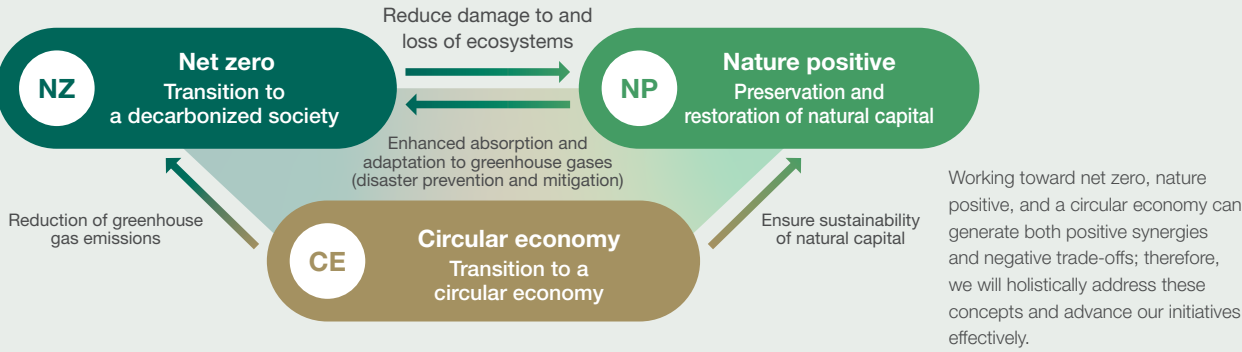 Reduce damage to and
loss of ecosystems
NZ
Net zero
Transition to
a decarbonized society
NP
Nature positive
Preservation and
restoration of natural capital
Enhanced absorption and
adaptation to greenhouse gases
(disaster prevention and mitigation)
Reduction of greenhouse
gas emissions
CE
Circular economy
Transition to a
circular economy
Ensure sustainability
of natural capital
Working toward net zero, nature
positive, and a circular economy can
generate both positive synergies
and negative trade-offs; therefore,
we will holistically address these
concepts and advance our initiatives
effectively.